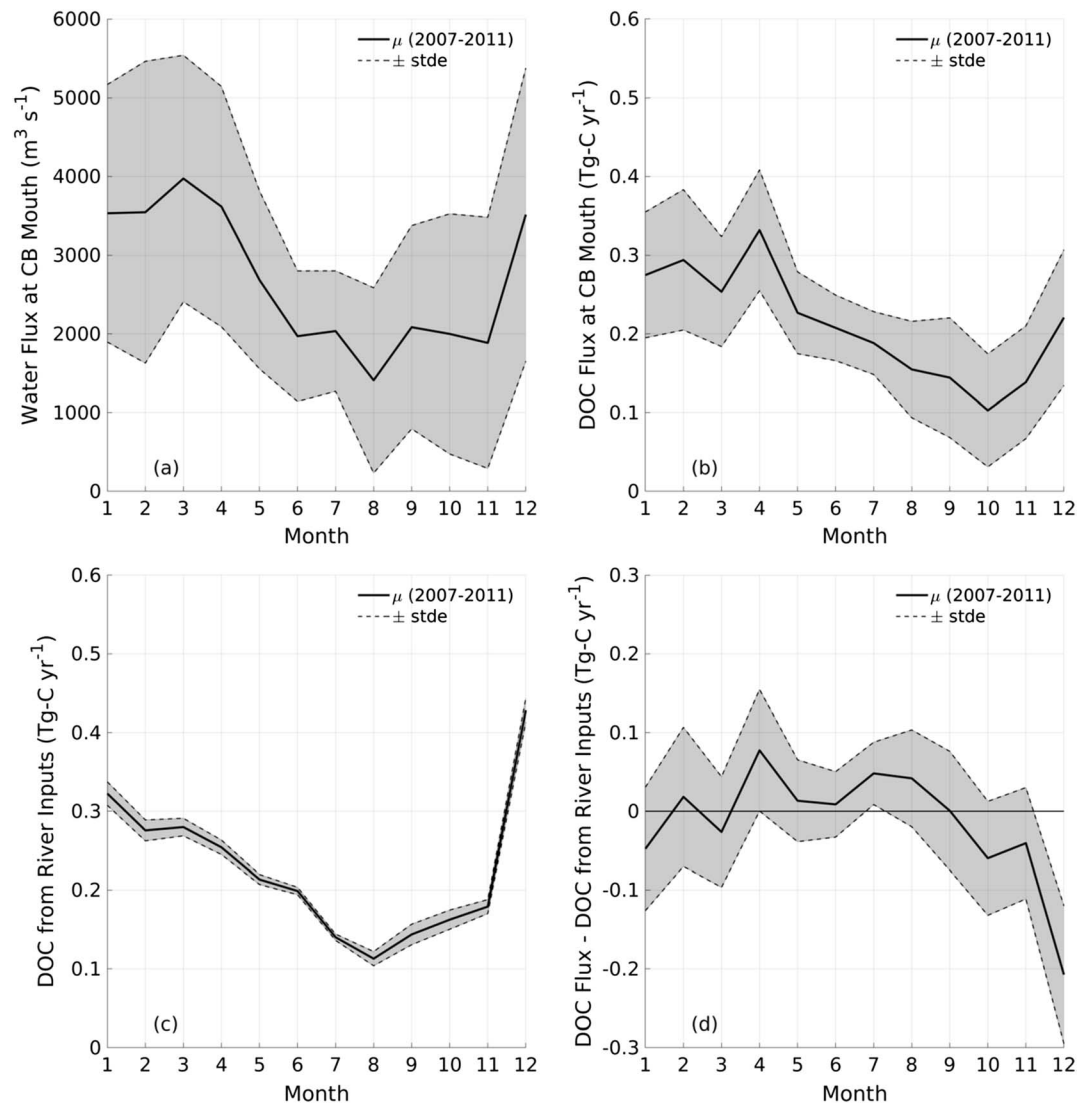 6000
5000
4000
3000
2000
1000
0
Water Flux at CB Mouth (m³ s⁻¹)
μ (2007-2011)
± stde
(a)
1 2 3 4 5 6 7 8 9 10 11 12
Month
0.6
0.5
0.4
0.3
0.2
0.1
0
DOC Flux at CB Mouth (Tg-C yr⁻¹)
μ (2007-2011)
± stde
(b)
1 2 3 4 5 6 7 8 9 10 11 12
Month
0.6
0.5
0.4
0.3
0.2
0.1
0
DOC from River Inputs (Tg-C yr⁻¹)
μ (2007-2011)
± stde
(c)
1 2 3 4 5 6 7 8 9 10 11 12
Month
0.3
0.2
0.1
0
-0.1
-0.2
-0.3
DOC Flux - DOC from River Inputs (Tg-C yr⁻¹)
μ (2007-2011)
± stde
(d)
1 2 3 4 5 6 7 8 9 10 11 12
Month